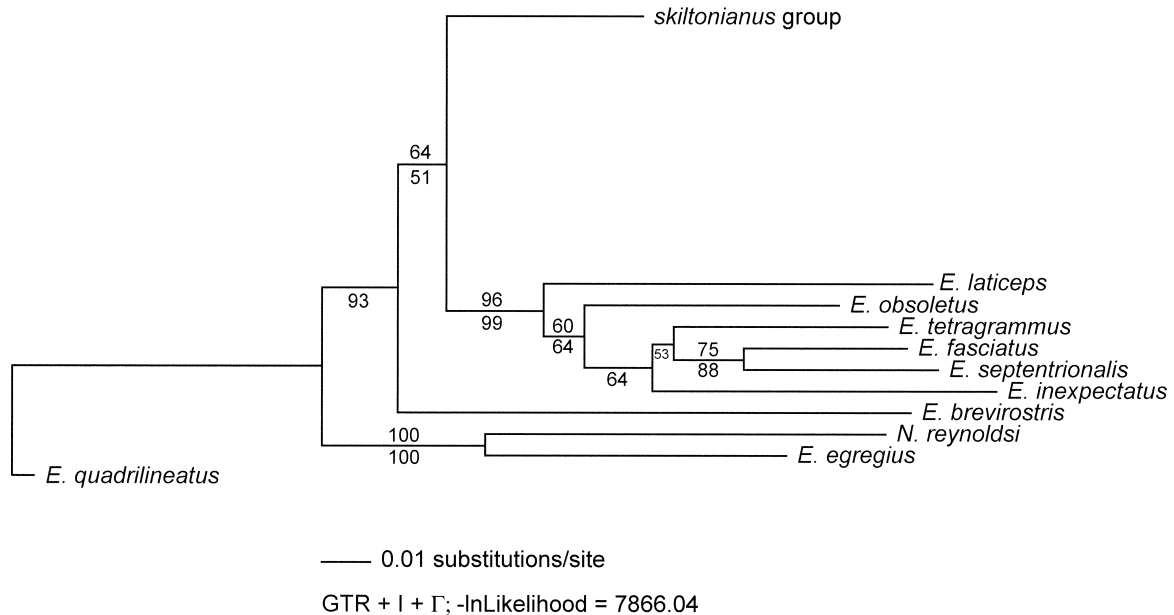 skiltonianus group
64
51
E. laticeps
93
96
99
E. obsoletus
60
64
E. tetragrammus
53
75
88
E. fasciatus
E. septentrionalis
64
E. inexpectatus
E. brevirostris
100
100
N. reynoldsi
E. egregius
E. quadrilineatus
0.01 substitutions/site
GTR + I + Γ; -lnLikelihood = 7866.04